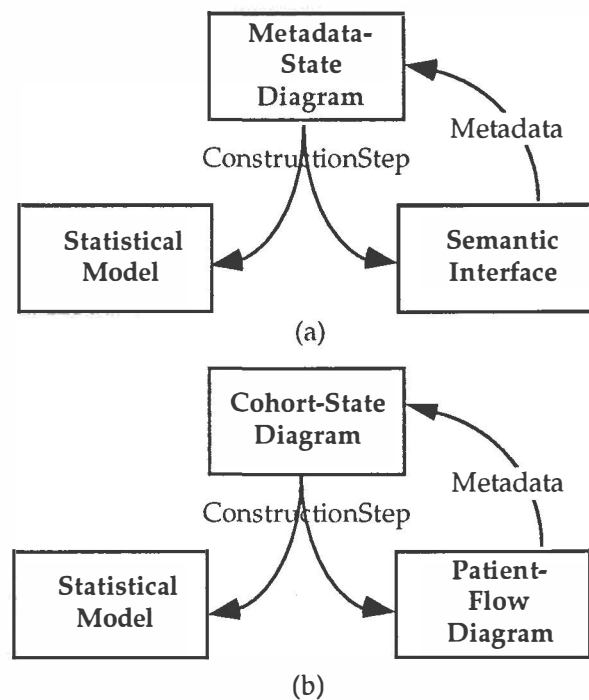 Metadata-
State
Diagram
Metadata
ConstructionStep
Statistical
Model
Semantic
Interface
(a)
Cohort-State
Diagram
Metadata
ConstructionStep
Statistical
Model
Patient-
Flow
Diagram
(b)